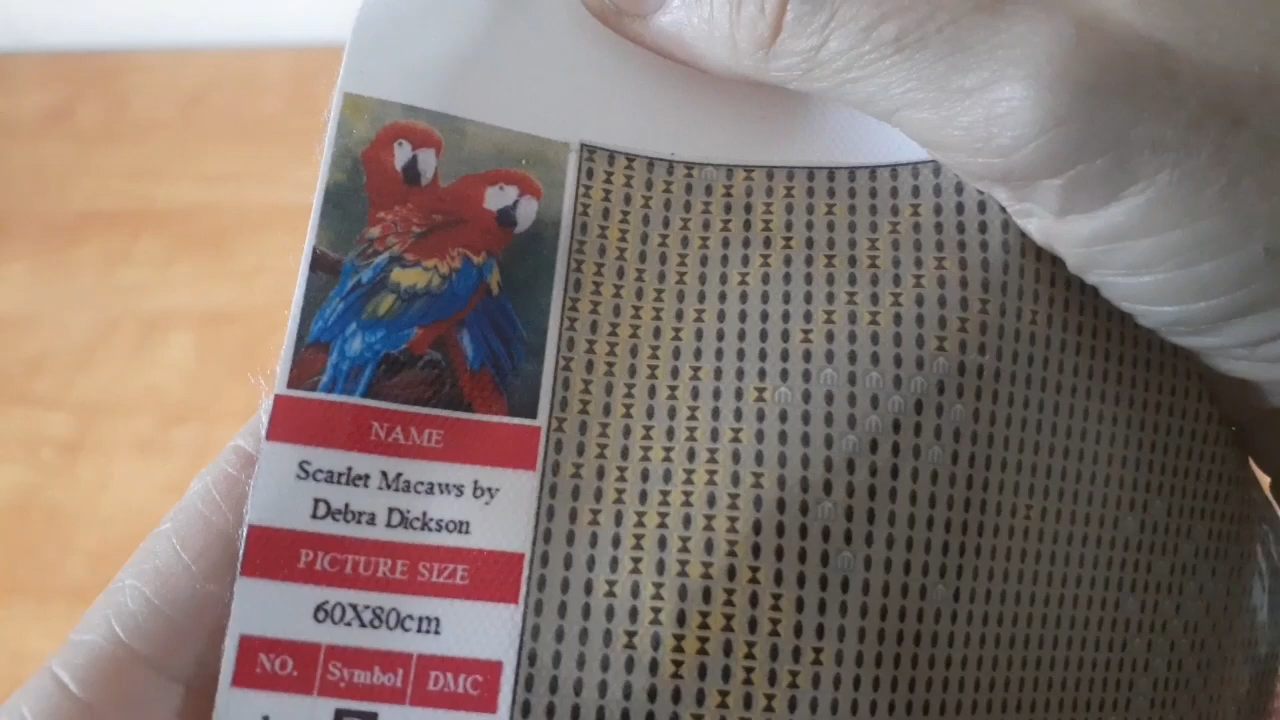 NAME
Scarlet Macaws by
Debra Dickson
PICTURE SIZE
60X80cm
NO. Symbol DMC